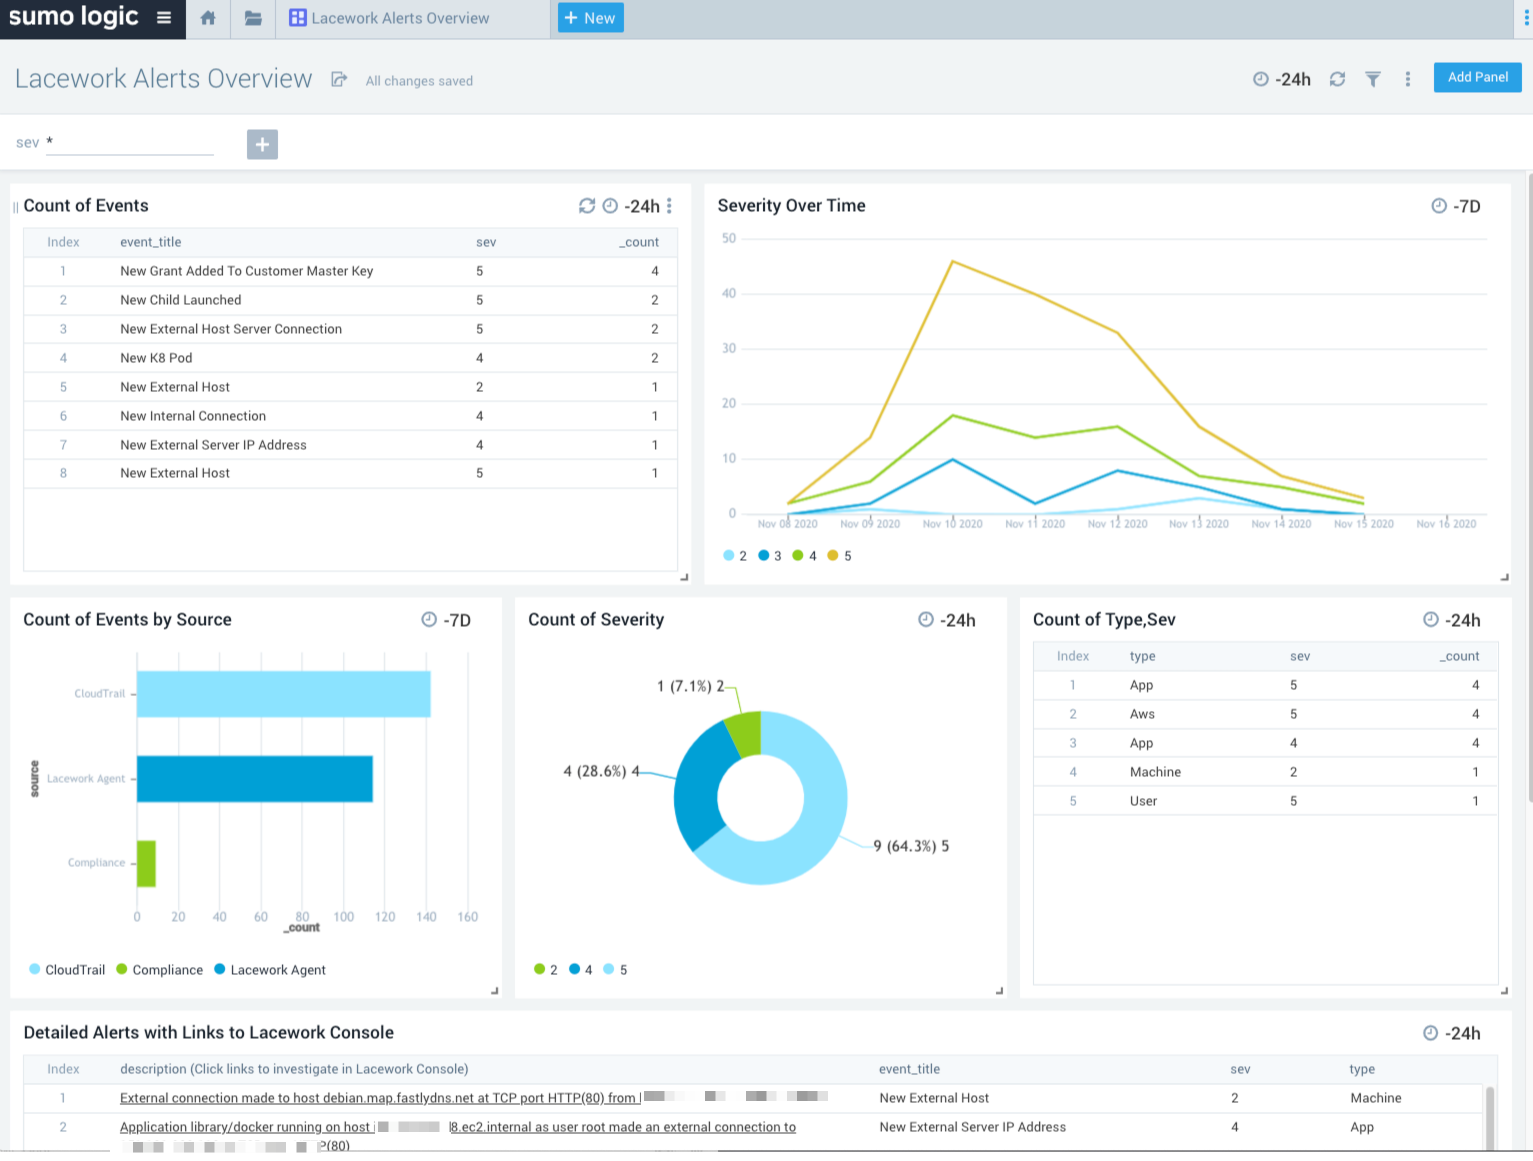 sumo logic
Lacework Alerts Overview
+ New
Lacework Alerts Overview
All changes saved
-24h
Add Panel
sev *
+
Count of Events
-24h
Index event_title sev _count
1 New Grant Added To Customer Master Key 5 4
2 New Child Launched 5 2
3 New External Host Server Connection 5 2
4 New K8 Pod 4 2
5 New External Host 2 1
6 New Internal Connection 4 1
7 New External Server IP Address 4 1
8 New External Host 5 1
Severity Over Time
-7D
50
40
30
20
10
0
Nov 08 2020 Nov 09 2020 Nov 10 2020 Nov 11 2020 Nov 12 2020 Nov 13 2020 Nov 14 2020 Nov 15 2020 Nov 16 2020
2 3 4 5
Count of Events by Source
-7D
source
CloudTrail
Lacework Agent
Compliance
0 20 40 60 80 100 120 140 160
_count
CloudTrail Compliance Lacework Agent
Count of Severity
-24h
1 (7.1%) 2
4 (28.6%) 4
9 (64.3%) 5
2 4 5
Count of Type,Sev
-24h
Index type sev _count
1 App 5 4
2 Aws 5 4
3 App 4 4
4 Machine 2 1
5 User 5 1
Detailed Alerts with Links to Lacework Console
-24h
Index description (Click links to investigate in Lacework Console) event_title sev type
1 External connection made to host debian.map.fastlydns.net at TCP port HTTP(80) from New External Host 2 Machine
2 Application library/docker running on host 8.ec2.internal as user root made an external connection to New External Server IP Address 4 App
P(80)